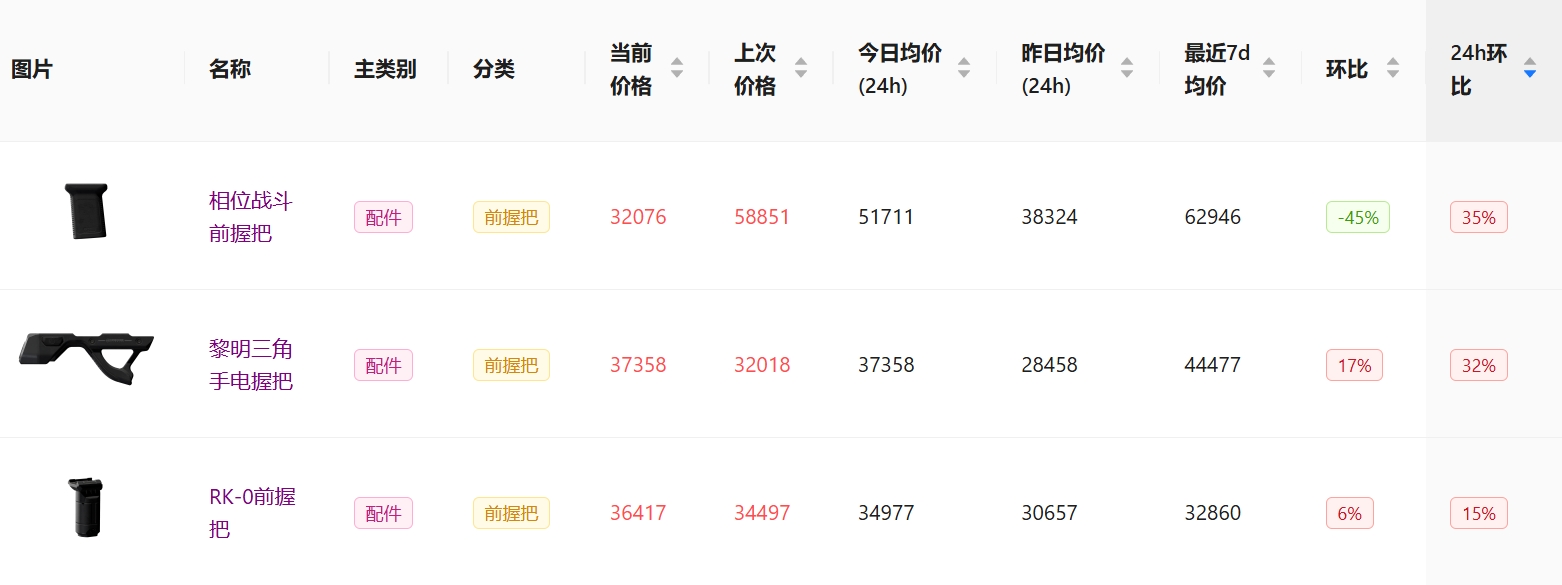 图片 名称 主类别 分类 当前价格 上次价格 今日均价(24h) 昨日均价(24h) 最近7d均价 环比 24h环比
相位战斗前握把 配件 前握把 32076 58851 51711 38324 62946 -45% 35%
黎明三角手电握把 配件 前握把 37358 32018 37358 28458 44477 17% 32%
RK-0前握把 配件 前握把 36417 34497 34977 30657 32860 6% 15%